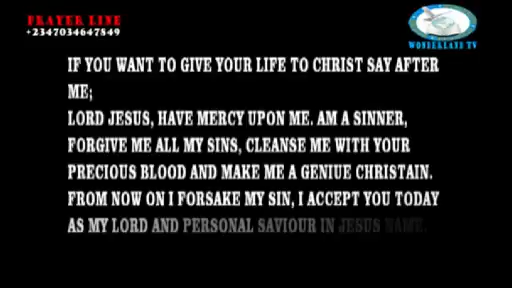 PRAYER LINE
+2347034647849
WONDERLAND TV
IF YOU WANT TO GIVE YOUR LIFE TO CHRIST SAY AFTER
ME;
LORD JESUS, HAVE MERCY UPON ME. AM A SINNER,
FORGIVE ME ALL MY SINS, CLEANSE ME WITH YOUR
PRECIOUS BLOOD AND MAKE ME A GENIUE CHRISTAIN.
FROM NOW ON I FORSAKE MY SIN, I ACCEPT YOU TODAY
AS MY LORD AND PERSONAL SAVIOUR IN JESUS NAME.